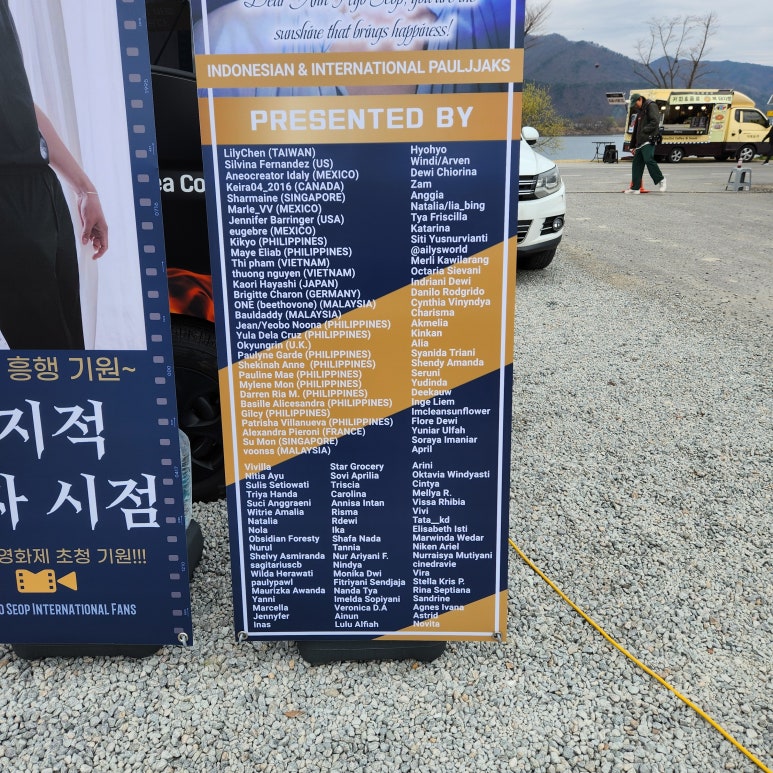 sunshine that brings happiness!
INDONESIAN & INTERNATIONAL PAULJJAKS
PRESENTED BY
LilyChen (TAIWAN)
Silvina Fernandez (US)
Aneocreator Idaly (MEXICO)
Keira04_2016 (CANADA)
Sharmaine (SINGAPORE)
Marle_VV (MEXICO)
Jennifer Barringer (USA)
eugebre (MEXICO)
Kikyo (PHILIPPINES)
Maye Eliab (PHILIPPINES)
Thi pham (VIETNAM)
thuong nguyen (VIETNAM)
Kaori Hayashi (JAPAN)
Brigitte Charon (GERMANY)
ONE (beethovone) (MALAYSIA)
Bauldaddy (MALAYSIA)
Jean/Yeobo Noona (PHILIPPINES)
Yula Dela Cruz (PHILIPPINES)
Okyungrin (U.K.)
Paulyne Garde (PHILIPPINES)
Shekinah Anne (PHILIPPINES)
Pauline Mae (PHILIPPINES)
Mylene Mon (PHILIPPINES)
Darren Ria M. (PHILIPPINES)
Basille Alicesandra (PHILIPPINES)
Gilcy (PHILIPPINES)
Patrisha Villanueva (PHILIPPINES)
Alexandra Pieroni (FRANCE)
Su Mon (SINGAPORE)
voonss (MALAYSIA)
Hyohyo
Windi/Arven
Dewi Chiorina
Zam
Anggia
Natalia/lia_bing
Tya Friscilla
Katarina
Siti Yusnurvianti
@ailysworld
Merli Kawilarang
Octaria Sievani
Indriani Dewi
Danilo Rodgrido
Cynthia Vinyndya
Charisma
Akmelia
Kinkan
Alia
Syanida Triani
Shendy Amanda
Seruni
Yudinda
Deekauw
Inge Liem
Imcleansunflower
Flore Dewi
Yuniar Ulfah
Soraya Imaniar
April
Vivilla
Nitia Ayu
Sulis Setiowati
Triya Handa
Suci Anggraeni
Witrie Amalia
Natalia
Nola
Obsidian Foresty
Nurul
Shelvy Asmiranda
sagitariuscb
Wilda Herawati
paulypawl
Maurizka Awanda
Yanni
Marcella
Jennyfer
Inas
Star Grocery
Sovi Aprilia
Triscia
Carolina
Annisa Intan
Risma
Rdewi
Ika
Shafa Nada
Tannia
Nur Ariyani F.
Nindya
Monika Dwi
Fitriyani Sendjaja
Nanda Tya
Imelda Sopiyani
Veronica D.A
Ainun
Lulu Alfiah
Arini
Oktavia Windyasti
Cintya
Mellya R.
Vissa Rhibia
Vivi
Tata__kd
Elisabeth Isti
Marwinda Wedar
Niken Ariel
Nurraisya Mutiyani
cinedravie
Vira
Stella Kris P.
Rina Septiana
Sandrine
Agnes Ivana
Astrid
Novita
흥행 기원~
지적
시점
영화제 초청 기원!!!
SEOP INTERNATIONAL FANS